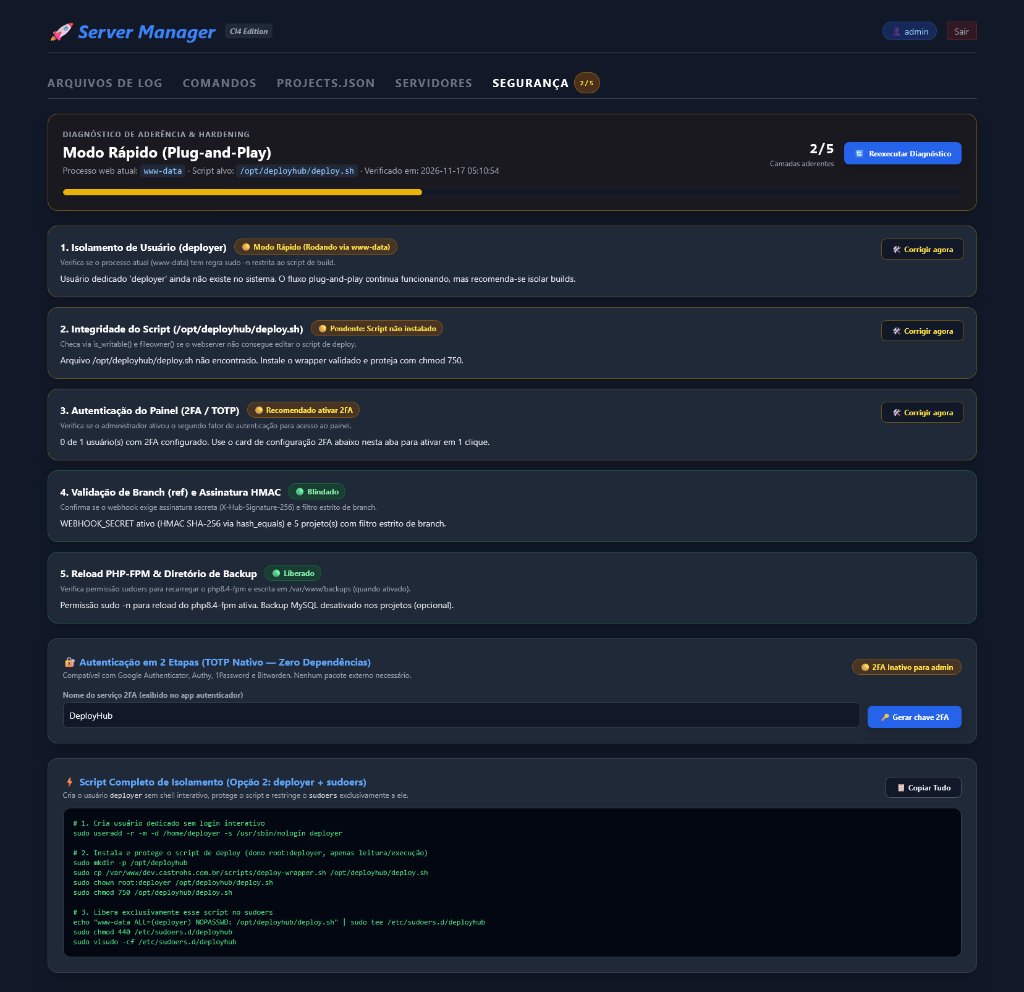 Server Manager
CI4 Edition
admin
Sair
ARQUIVOS DE LOG
COMANDOS
PROJECTS.JSON
SERVIDORES
SEGURANÇA
2/5
DIAGNÓSTICO DE ADERÊNCIA & HARDENING
Modo Rápido (Plug-and-Play)
Processo web atual: www-data · Script alvo: /opt/deployhub/deploy.sh · Verificado em: 2026-11-17 05:10:54
2/5
Camadas aderentes
Reexecutar Diagnóstico
1. Isolamento de Usuário (deployer)
Modo Rápido (Rodando via www-data)
Verifica se o processo atual (www-data) tem regra sudo -n restrita ao script de build.
Usuário dedicado 'deployer' ainda não existe no sistema. O fluxo plug-and-play continua funcionando, mas recomenda-se isolar builds.
Corrigir agora
2. Integridade do Script (/opt/deployhub/deploy.sh)
Pendente: Script não instalado
Checa via is_writable() e fileowner() se o webserver não consegue editar o script de deploy.
Arquivo /opt/deployhub/deploy.sh não encontrado. Instale o wrapper validado e proteja com chmod 750.
Corrigir agora
3. Autenticação do Painel (2FA / TOTP)
Recomendado ativar 2FA
Verifica se o administrador ativou o segundo fator de autenticação para acesso ao painel.
0 de 1 usuário(s) com 2FA configurado. Use o card de configuração 2FA abaixo nesta aba para ativar em 1 clique.
Corrigir agora
4. Validação de Branch (ref) e Assinatura HMAC
Blindado
Confirma se o webhook exige assinatura secreta (X-Hub-Signature-256) e filtro estrito de branch.
WEBHOOK_SECRET ativo (HMAC SHA-256 via hash_equals) e 5 projeto(s) com filtro estrito de branch.
5. Reload PHP-FPM & Diretório de Backup
Liberado
Verifica permissão sudoers para recarregar o php8.4-fpm e escrita em /var/www/backups (quando ativado).
Permissão sudo -n para reload do php8.4-fpm ativa. Backup MySQL desativado nos projetos (opcional).
Autenticação em 2 Etapas (TOTP Nativo — Zero Dependências)
Compatível com Google Authenticator, Authy, 1Password e Bitwarden. Nenhum pacote externo necessário.
2FA Inativo para admin
Nome do serviço 2FA (exibido no app autenticador)
DeployHub
Gerar chave 2FA
Script Completo de Isolamento (Opção 2: deployer + sudoers)
Cria o usuário deployer sem shell interativo, protege o script e restringe o sudoers exclusivamente a ele.
Copiar Tudo
# 1. Cria usuário dedicado sem login interativo
sudo useradd -r -m -d /home/deployer -s /usr/sbin/nologin deployer
# 2. Instala e protege o script de deploy (dono root:deployer, apenas leitura/execução)
sudo mkdir -p /opt/deployhub
sudo cp /var/www/dev.castrohs.com.br/scripts/deploy-wrapper.sh /opt/deployhub/deploy.sh
sudo chown root:deployer /opt/deployhub/deploy.sh
sudo chmod 750 /opt/deployhub/deploy.sh
# 3. Libera exclusivamente esse script no sudoers
echo "www-data ALL=(deployer) NOPASSWD: /opt/deployhub/deploy.sh" | sudo tee /etc/sudoers.d/deployhub
sudo chmod 440 /etc/sudoers.d/deployhub
sudo visudo -cf /etc/sudoers.d/deployhub